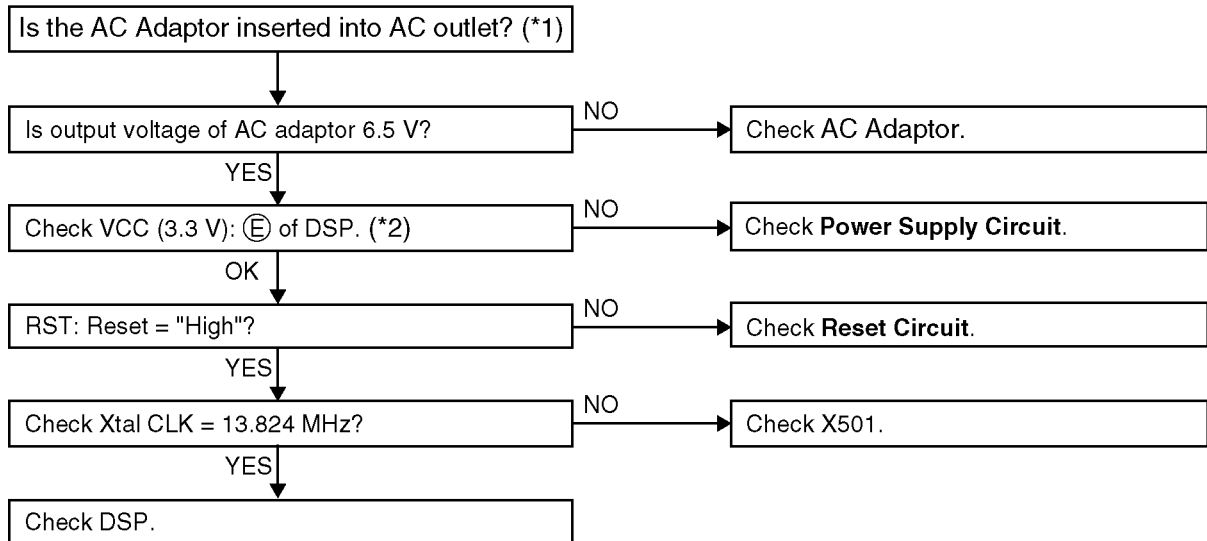 Is the AC Adaptor inserted into AC outlet? (*1)
Is output voltage of AC adaptor 6.5 V?
NO
Check AC Adaptor.
YES
Check VCC (3.3 V): Ⓔ of DSP. (*2)
NO
Check Power Supply Circuit.
OK
RST: Reset = "High"?
NO
Check Reset Circuit.
YES
Check Xtal CLK = 13.824 MHz?
NO
Check X501.
YES
Check DSP.